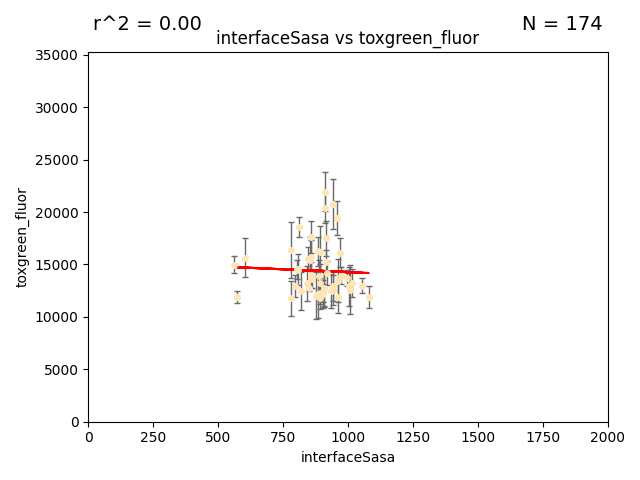 r^2 = 0.00
N = 174
interfaceSasa vs toxgreen_fluor
35000
30000
25000
20000
15000
10000
5000
0
toxgreen_fluor
0 250 500 750 1000 1250 1500 1750 2000
interfaceSasa